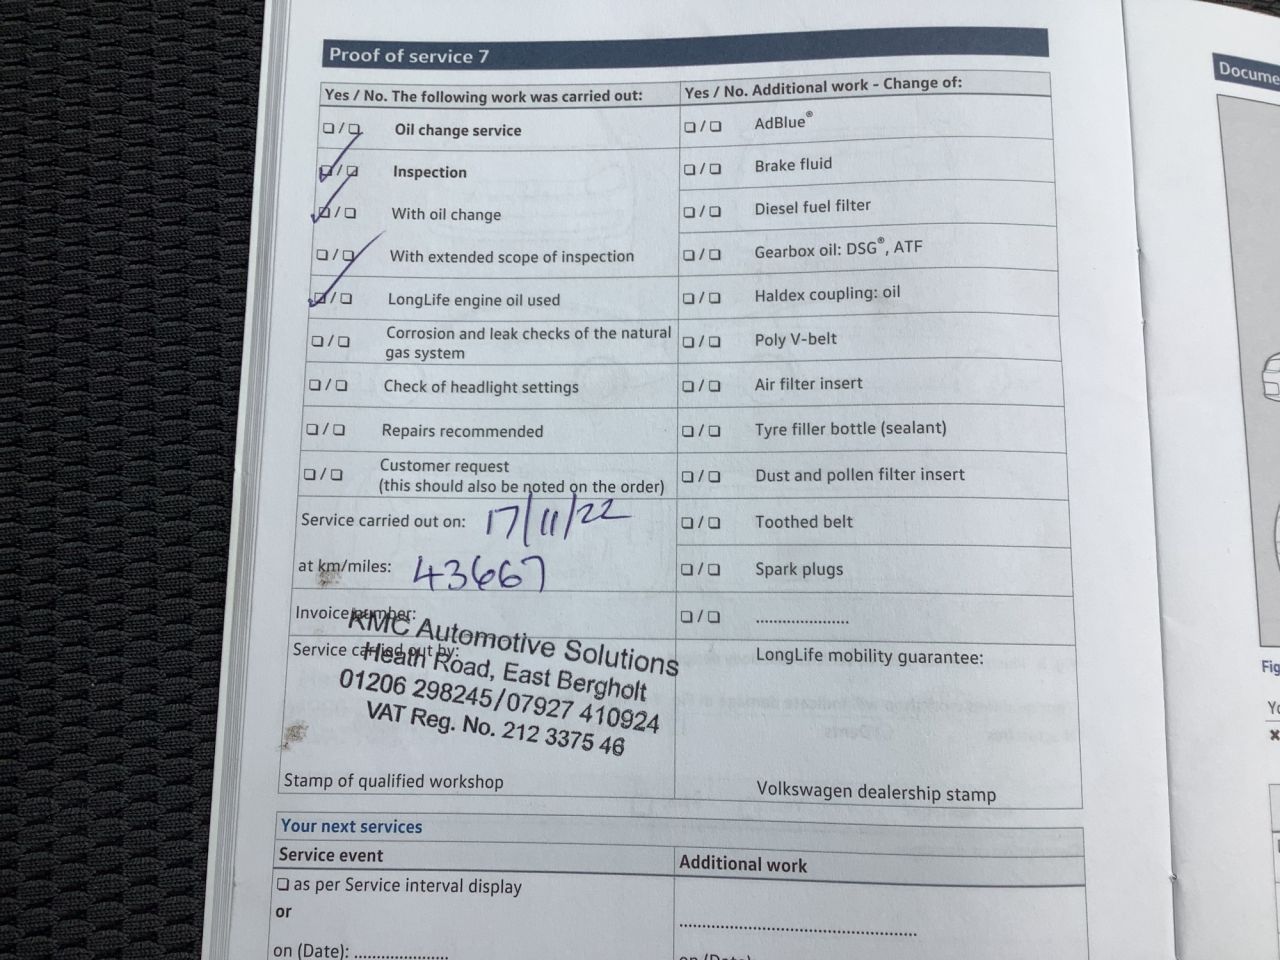 Proof of service 7
Yes / No. The following work was carried out:
❏ / ❏ Oil change service
❏ / ❏ Inspection
❏ / ❏ With oil change
❏ / ❏ With extended scope of inspection
❏ / ❏ LongLife engine oil used
❏ / ❏ Corrosion and leak checks of the natural
gas system
❏ / ❏ Check of headlight settings
❏ / ❏ Repairs recommended
❏ / ❏ Customer request
(this should also be noted on the order)
Service carried out on: 17/11/22
at km/miles: 43667
Invoice number:
Service carried out by:
KMC Automotive Solutions
Heath Road, East Bergholt
01206 298245/07927 410924
VAT Reg. No. 212 3375 46
Stamp of qualified workshop
Yes / No. Additional work - Change of:
❏ / ❏ AdBlue®
❏ / ❏ Brake fluid
❏ / ❏ Diesel fuel filter
❏ / ❏ Gearbox oil: DSG®, ATF
❏ / ❏ Haldex coupling: oil
❏ / ❏ Poly V-belt
❏ / ❏ Air filter insert
❏ / ❏ Tyre filler bottle (sealant)
❏ / ❏ Dust and pollen filter insert
❏ / ❏ Toothed belt
❏ / ❏ Spark plugs
❏ / ❏ .....................
LongLife mobility guarantee:
Volkswagen dealership stamp
Your next services
Service event
❏ as per Service interval display
or
on (Date): .....................
Additional work
...................................................
on (Date)
Docume
Fig
Yo